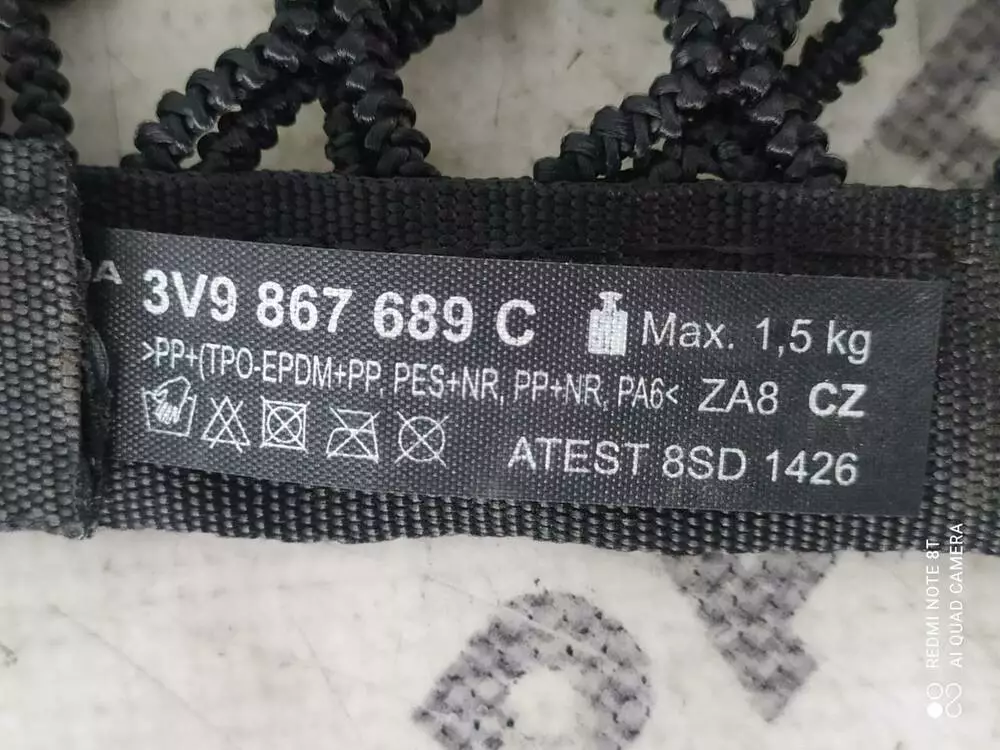 A 3V9 867 689 C Max. 1,5 kg
>PP+(TPO-EPDM+PP, PES+NR, PP+NR, PA6< ZA8 CZ
ATEST 8SD 1426
REDMI NOTE 8T
AI QUAD CAMERA